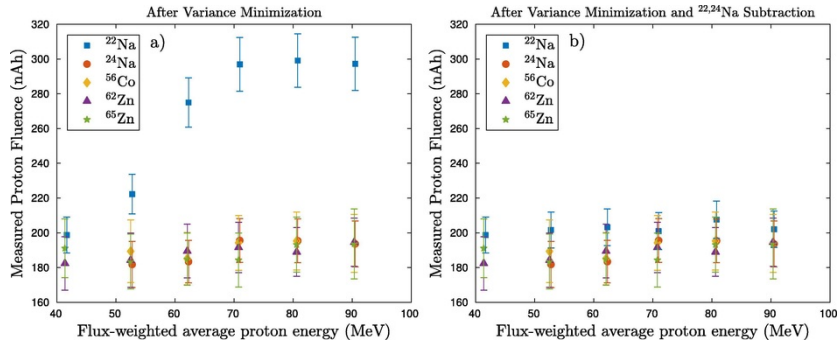 After Variance Minimization
a)
²²Na
²⁴Na
⁵⁶Co
⁶²Zn
⁶⁵Zn
Measured Proton Fluence (nAh)
320
300
280
260
240
220
200
180
160
40 50 60 70 80 90 100
Flux-weighted average proton energy (MeV)
After Variance Minimization and ²²,²⁴Na Subtraction
b)
²²Na
²⁴Na
⁵⁶Co
⁶²Zn
⁶⁵Zn
Measured Proton Fluence (nAh)
320
300
280
260
240
220
200
180
160
40 50 60 70 80 90 100
Flux-weighted average proton energy (MeV)